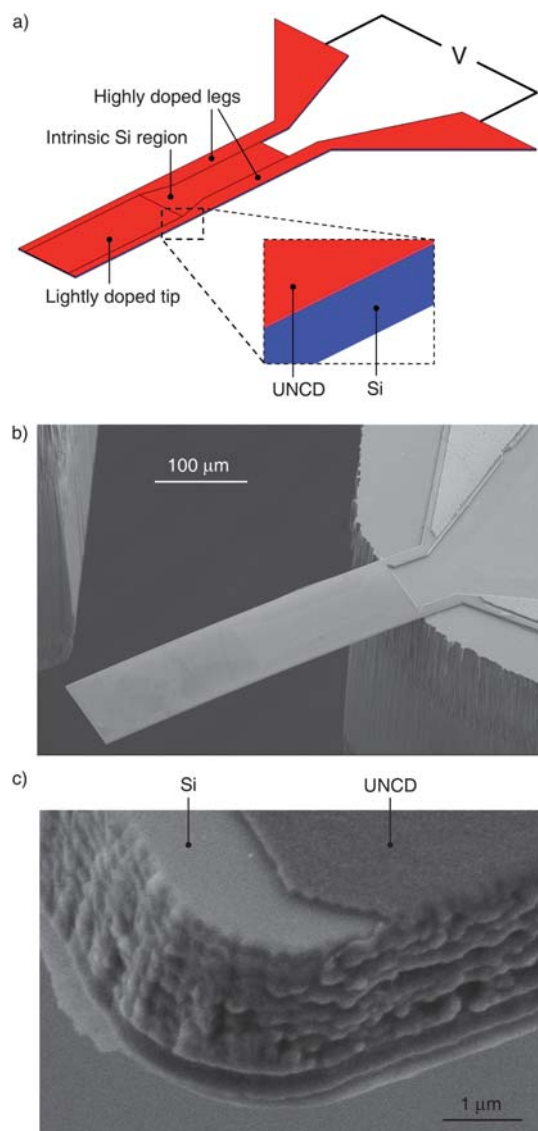 a)
V
Highly doped legs
Intrinsic Si region
Lightly doped tip
UNCD
Si
b)
100 μm
c)
Si
UNCD
1 μm